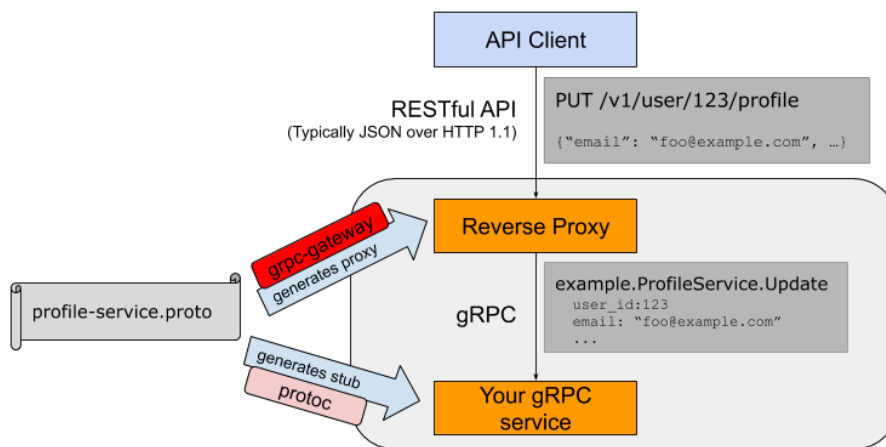 API Client
RESTful API
(Typically JSON over HTTP 1.1)
PUT /v1/user/123/profile
{“email”: “foo@example.com”, …}
Reverse Proxy
grpc-gateway
generates proxy
profile-service.proto
gRPC
example.ProfileService.Update
user_id:123
email: “foo@example.com”
...
generates stub
protoc
Your gRPC
service